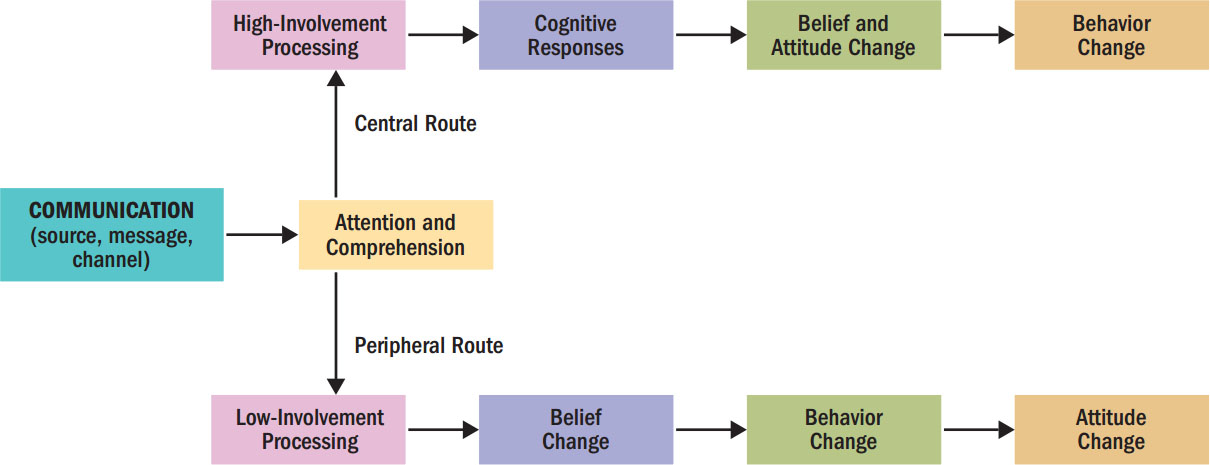 High-Involvement
Processing
Cognitive
Responses
Belief and
Attitude Change
Behavior
Change
Central Route
COMMUNICATION
(source, message,
channel)
Attention and
Comprehension
Peripheral Route
Low-Involvement
Processing
Belief
Change
Behavior
Change
Attitude
Change